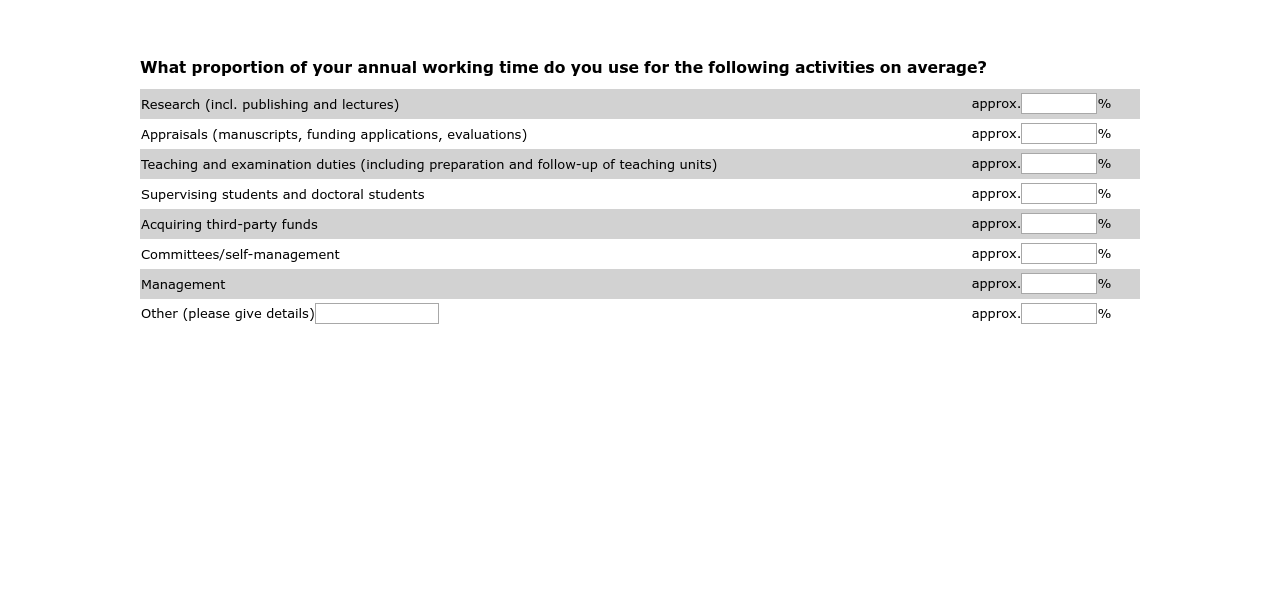 What proportion of your annual working time do you use for the following activities on average?
Research (incl. publishing and lectures) approx. %
Appraisals (manuscripts, funding applications, evaluations) approx. %
Teaching and examination duties (including preparation and follow-up of teaching units) approx. %
Supervising students and doctoral students approx. %
Acquiring third-party funds approx. %
Committees/self-management approx. %
Management approx. %
Other (please give details) approx. %